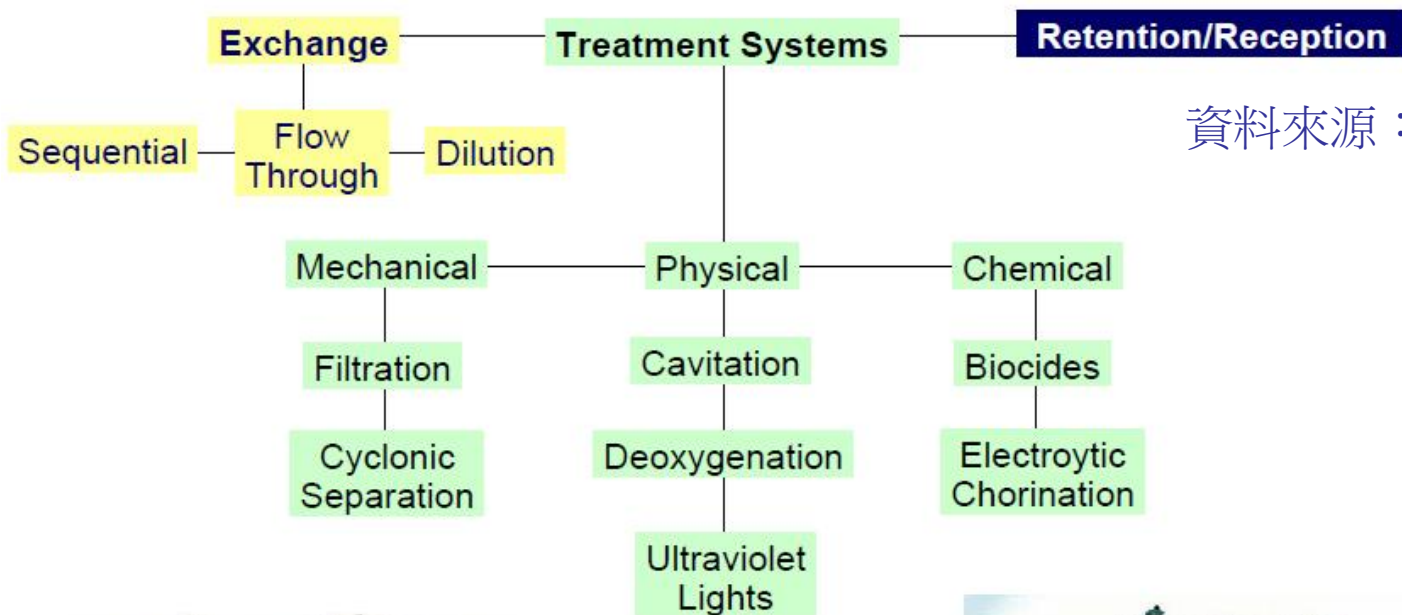 Exchange
Treatment Systems
Retention/Reception
資料來源：
Sequential
Flow
Through
Dilution
Mechanical
Physical
Chemical
Filtration
Cavitation
Biocides
Cyclonic
Separation
Deoxygenation
Electroytic
Chorination
Ultraviolet
Lights